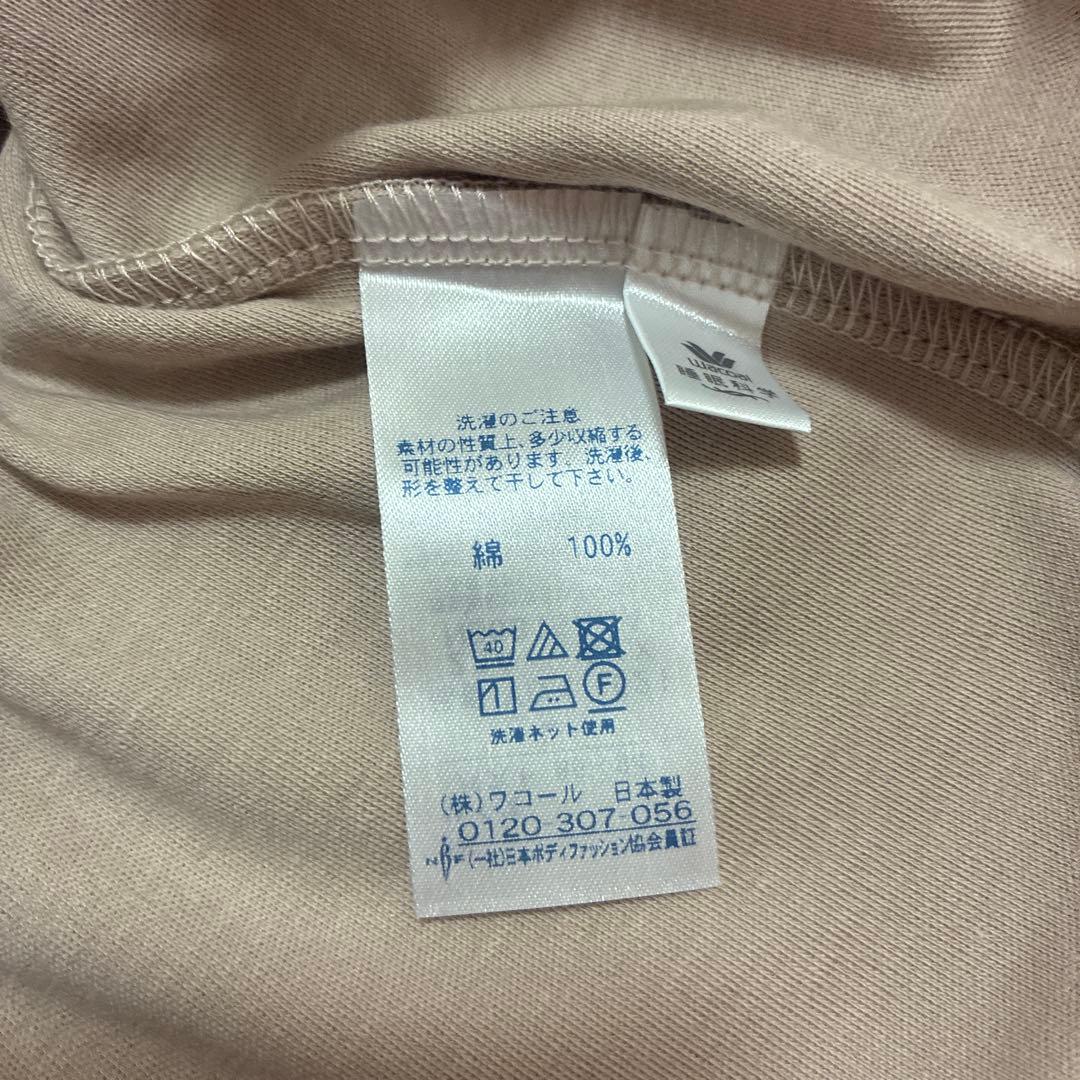 wacoal
睡眠科学
洗濯のご注意
素材の性質上、多少収縮する
可能性があります 洗濯後、
形を整えて干して下さい。
綿 100%
40
F
洗濯ネット使用
(株)ワコール 日本製
0120 307-056
NBF (一社)日本ボディファッション協会員訂